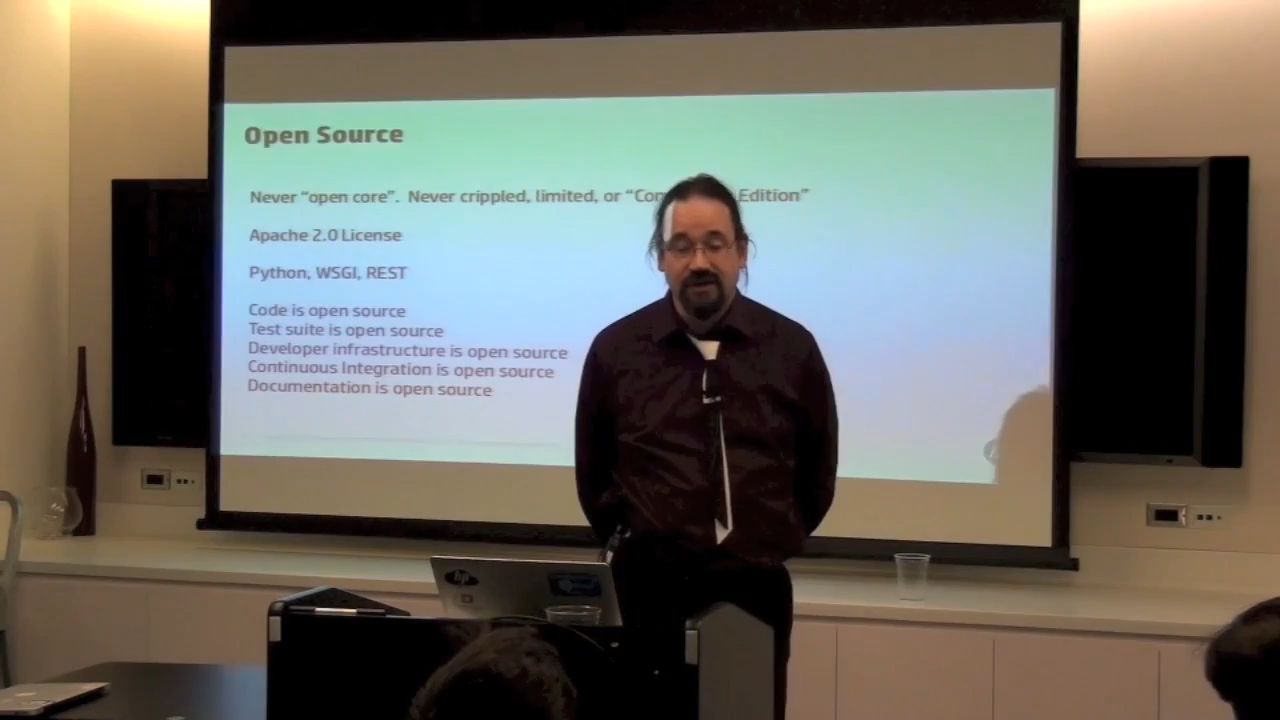 Open Source
Never “open core”. Never crippled, limited, or “Com Edition”
Apache 2.0 License
Python, WSGI, REST
Code is open source
Test suite is open source
Developer infrastructure is open source
Continuous Integration is open source
Documentation is open source
hp